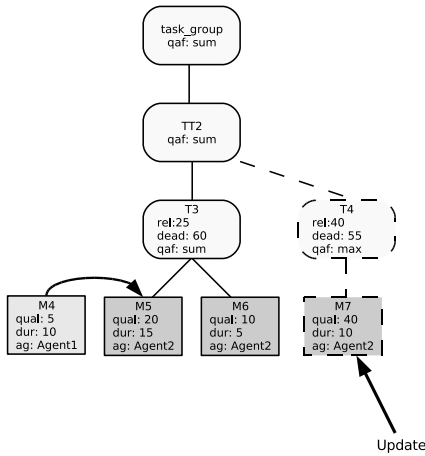 task_group
qaf: sum
TT2
qaf: sum
T3
rel:25
dead: 60
qaf: sum
T4
rel:40
dead: 55
qaf: max
M4
qual: 5
dur: 10
ag: Agent1
M5
qual: 20
dur: 15
ag: Agent2
M6
qual: 10
dur: 5
ag: Agent2
M7
qual: 40
dur: 10
ag: Agent2
Update